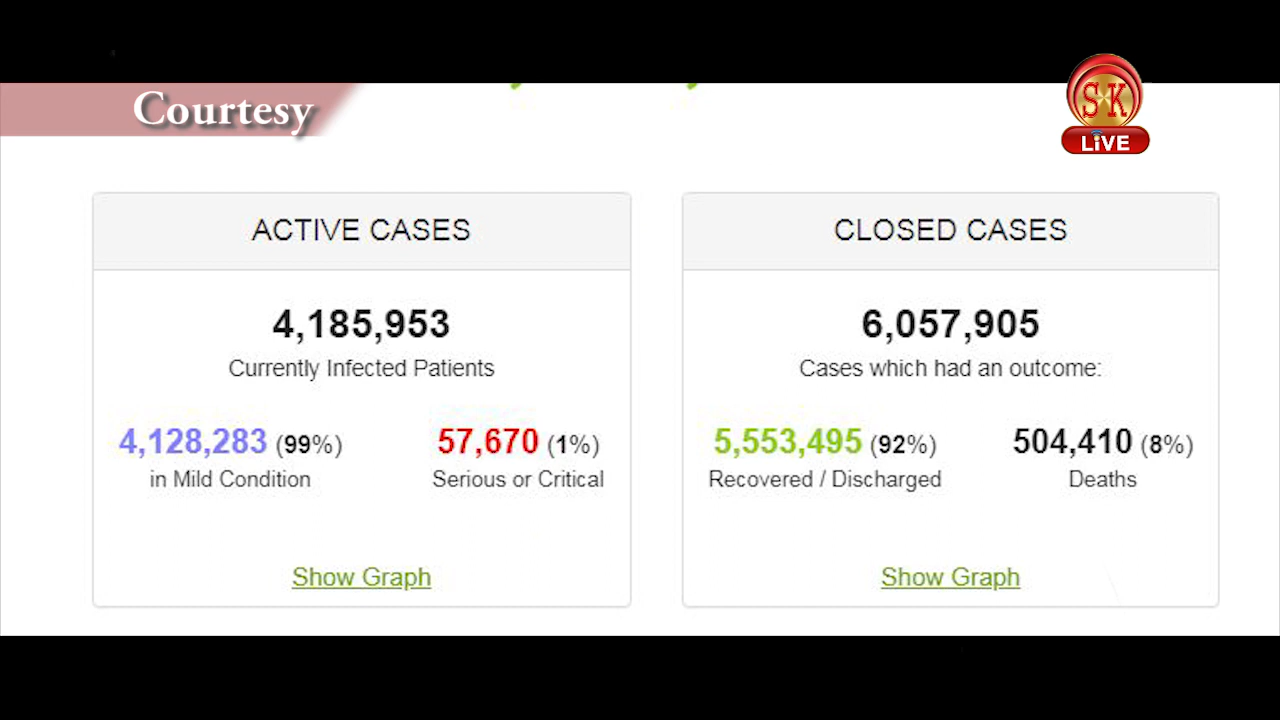 Courtesy
SK
LiVE
ACTIVE CASES
4,185,953
Currently Infected Patients
4,128,283 (99%)
in Mild Condition
57,670 (1%)
Serious or Critical
Show Graph
CLOSED CASES
6,057,905
Cases which had an outcome:
5,553,495 (92%)
Recovered / Discharged
504,410 (8%)
Deaths
Show Graph